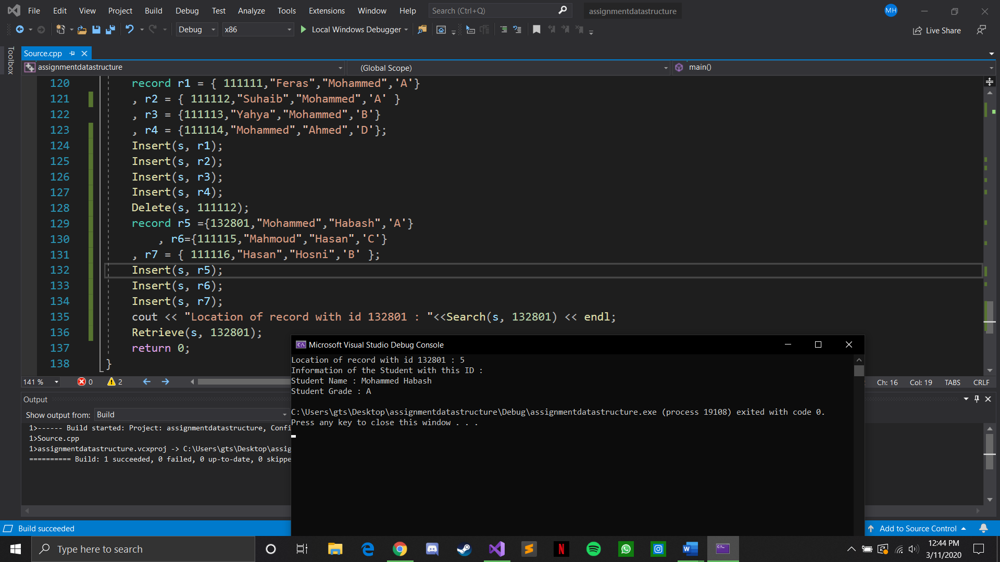 File Edit View Project Build Debug Test Analyze Tools Extensions Window Help Search (Ctrl+Q) assignmentdatastructure MH
Debug x86 Local Windows Debugger Live Share
Toolbox
Source.cpp
assignmentdatastructure (Global Scope) main()
120 record r1 = { 111111,"Feras","Mohammed",'A'}
121 , r2 = { 111112,"Suhaib","Mohammed",'A' }
122 , r3 = {111113,"Yahya","Mohammed",'B'}
123 , r4 = {111114,"Mohammed","Ahmed",'D'};
124 Insert(s, r1);
125 Insert(s, r2);
126 Insert(s, r3);
127 Insert(s, r4);
128 Delete(s, 111112);
129 record r5 ={132801,"Mohammed","Habash",'A'}
130 , r6={111115,"Mahmoud","Hasan",'C'}
131 , r7 = { 111116,"Hasan","Hosni",'B' };
132 Insert(s, r5);
133 Insert(s, r6);
134 Insert(s, r7);
135 cout << "Location of record with id 132801 : "<<Search(s, 132801) << endl;
136 Retrieve(s, 132801);
137 return 0;
138 }
141 % 0 2 Ch: 16 Col: 19 TABS CRLF
Output
Show output from: Build
1>------ Build started: Project: assignmentdatastructure, Confi
1>Source.cpp
1>assignmentdatastructure.vcxproj -> C:\Users\gts\Desktop\assig
========== Build: 1 succeeded, 0 failed, 0 up-to-date, 0 skippe
Microsoft Visual Studio Debug Console
Location of record with id 132801 : 5
Information of the Student with this ID :
Student Name : Mohammed Habash
Student Grade : A
C:\Users\gts\Desktop\assignmentdatastructure\Debug\assignmentdatastructure.exe (process 19108) exited with code 0.
Press any key to close this window . . .
Build succeeded Add to Source Control
Type here to search
12:44 PM
3/11/2020